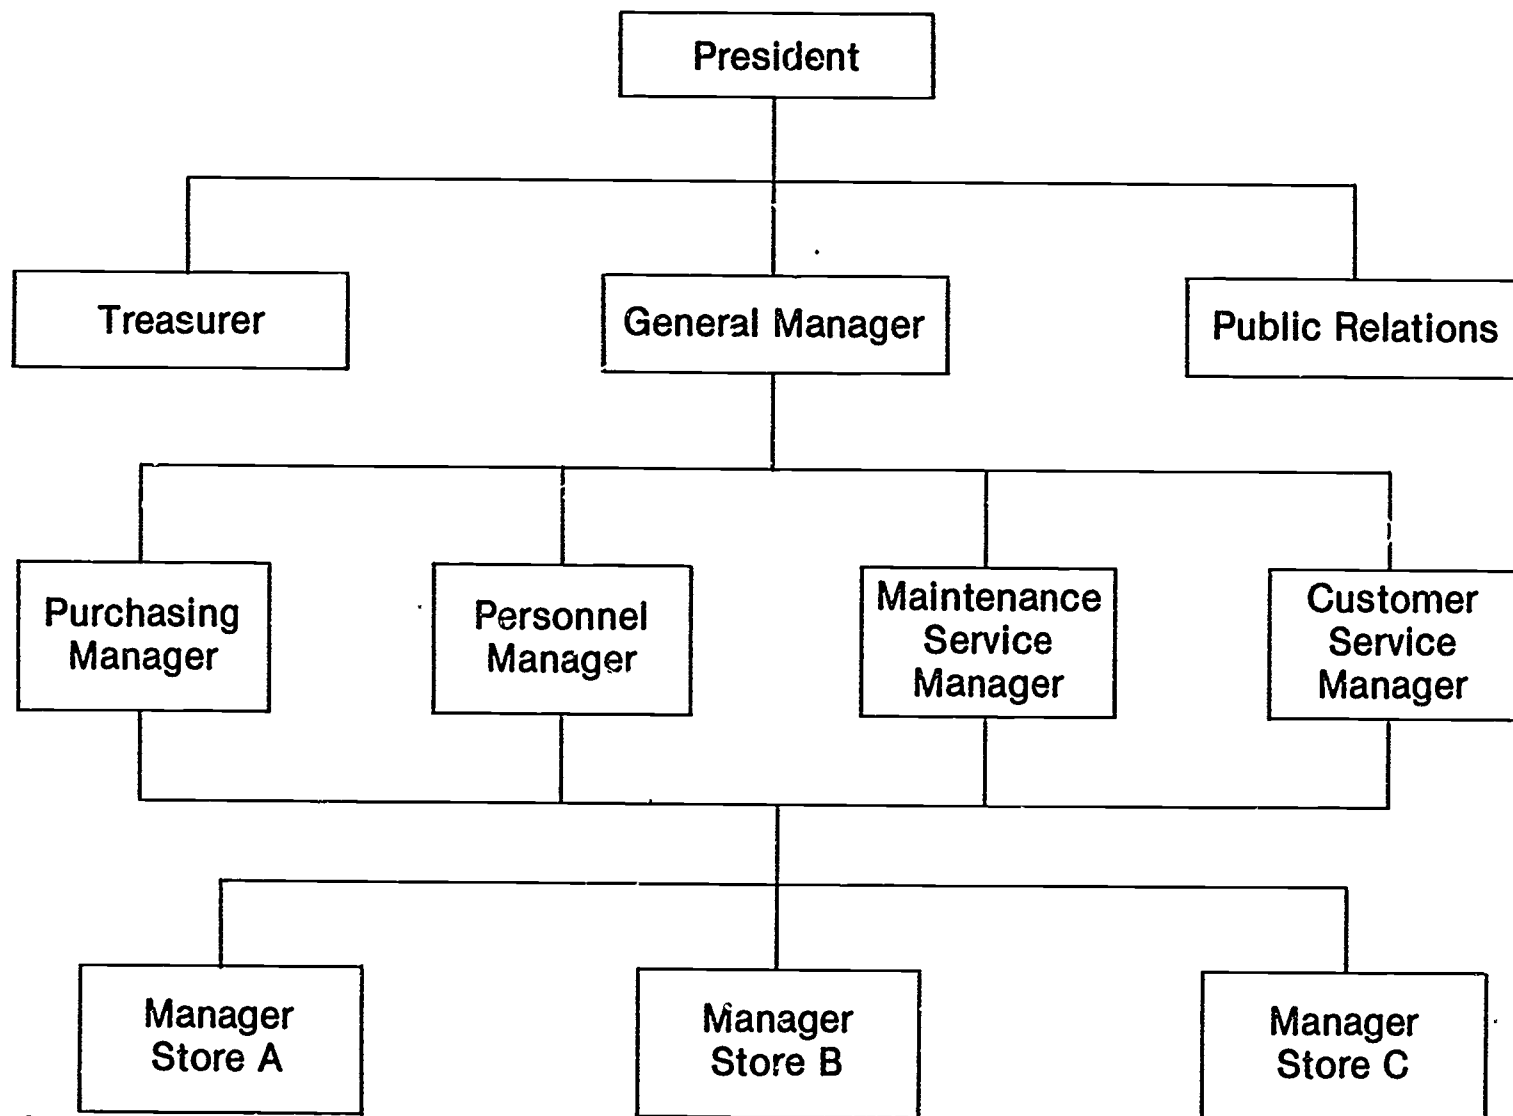 President
Treasurer
General Manager
Public Relations
Purchasing
Manager
Personnel
Manager
Maintenance
Service
Manager
Customer
Service
Manager
Manager
Store A
Manager
Store B
Manager
Store C